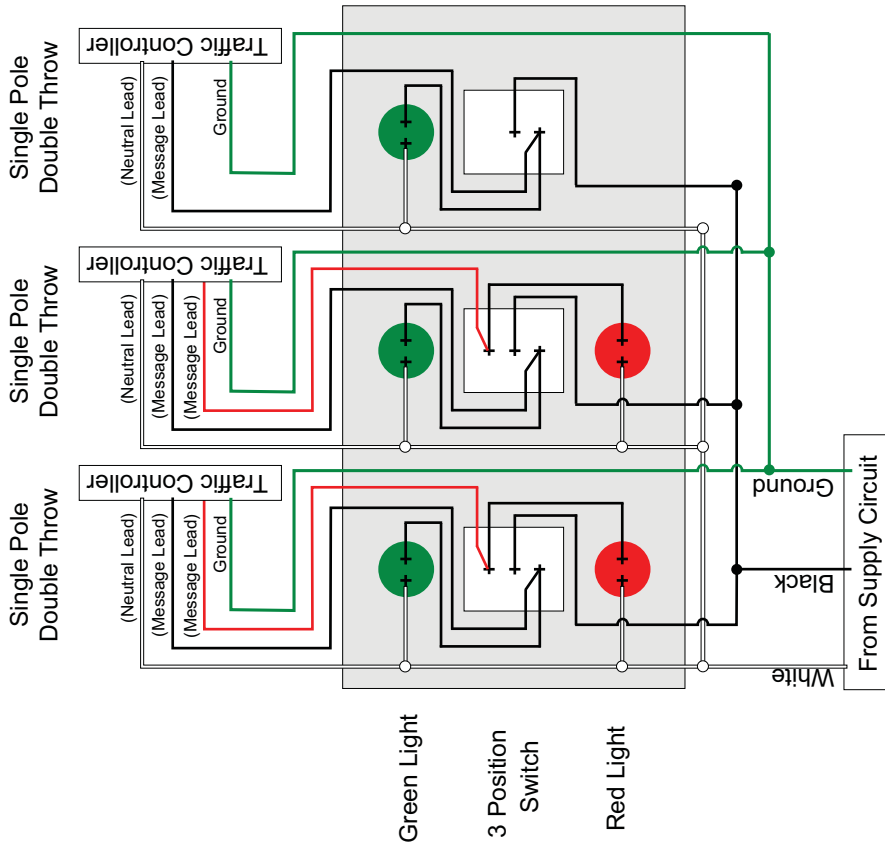 Single Pole
Double Throw
Single Pole
Double Throw
Single Pole
Double Throw
Traffic Controller
(Neutral Lead)
(Message Lead)
Ground
Traffic Controller
(Neutral Lead)
(Message Lead)
(Message Lead)
Ground
Traffic Controller
(Neutral Lead)
(Message Lead)
(Message Lead)
Ground
Green Light
3 Position
Switch
Red Light
Ground
Black
White
From Supply Circuit